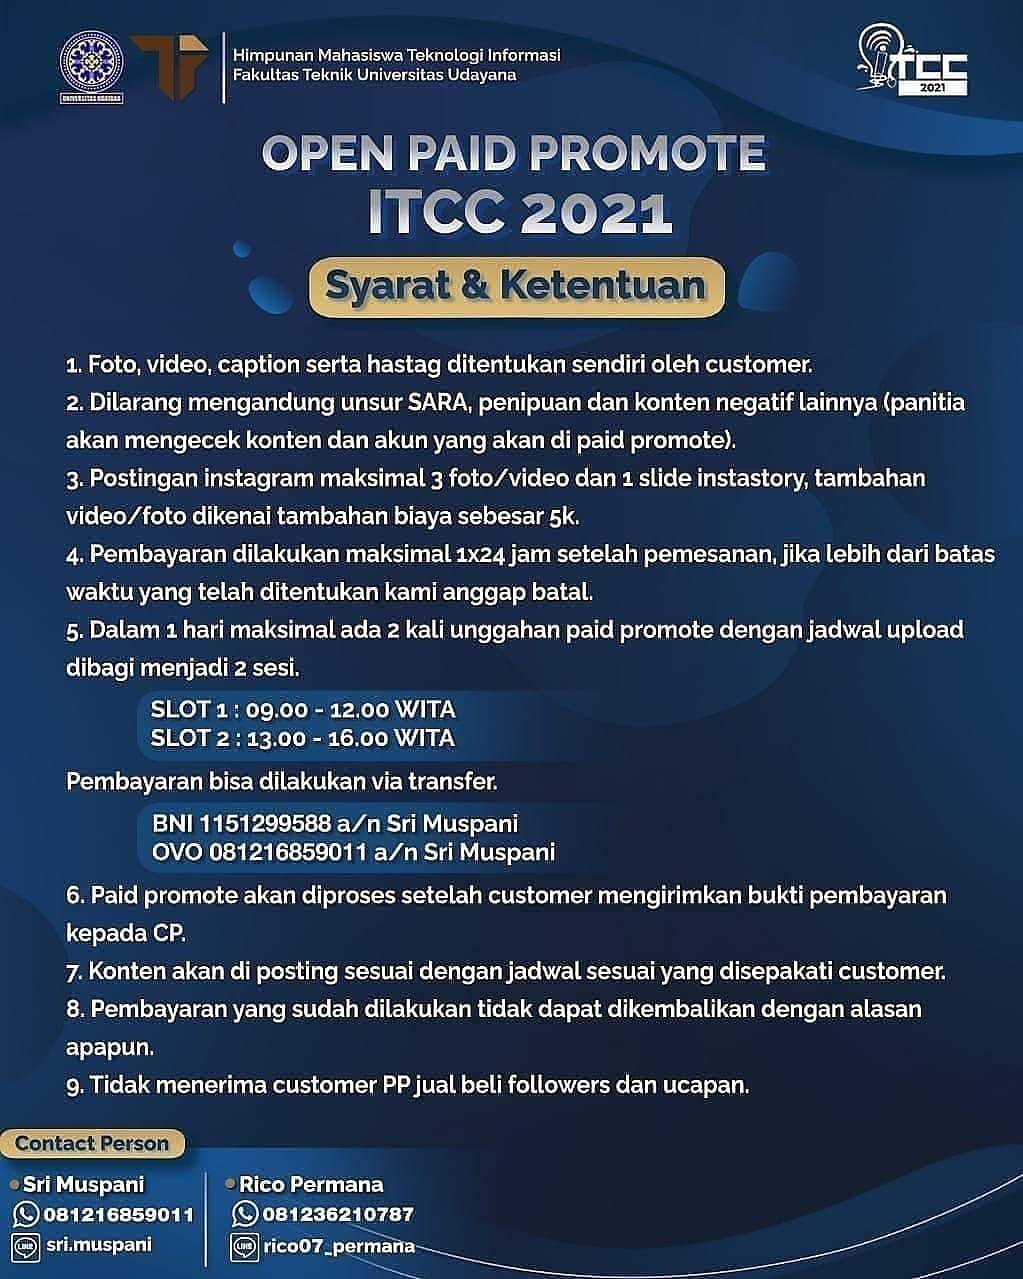 UNIVERSITAS UDAYANA
Himpunan Mahasiswa Teknologi Informasi
Fakultas Teknik Universitas Udayana
ITCC
2021
OPEN PAID PROMOTE
ITCC 2021
Syarat & Ketentuan
1. Foto, video, caption serta hastag ditentukan sendiri oleh customer.
2. Dilarang mengandung unsur SARA, penipuan dan konten negatif lainnya (panitia
akan mengecek konten dan akun yang akan di paid promote).
3. Postingan instagram maksimal 3 foto/video dan 1 slide instastory, tambahan
video/foto dikenai tambahan biaya sebesar 5k.
4. Pembayaran dilakukan maksimal 1x24 jam setelah pemesanan, jika lebih dari batas
waktu yang telah ditentukan kami anggap batal.
5. Dalam 1 hari maksimal ada 2 kali unggahan paid promote dengan jadwal upload
dibagi menjadi 2 sesi.
SLOT 1 : 09.00 - 12.00 WITA
SLOT 2 : 13.00 - 16.00 WITA
Pembayaran bisa dilakukan via transfer.
BNI 1151299588 a/n Sri Muspani
OVO 081216859011 a/n Sri Muspani
6. Paid promote akan diproses setelah customer mengirimkan bukti pembayaran
kepada CP.
7. Konten akan di posting sesuai dengan jadwal sesuai yang disepakati customer.
8. Pembayaran yang sudah dilakukan tidak dapat dikembalikan dengan alasan
apapun.
9. Tidak menerima customer PP jual beli followers dan ucapan.
Contact Person
Sri Muspani
081216859011
LINE sri.muspani
Rico Permana
081236210787
LINE rico07_permana